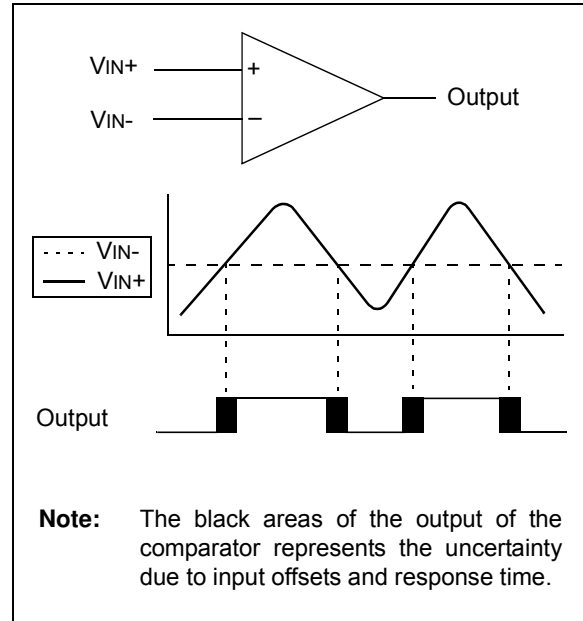 VIN+
+
Output
VIN-
–
VIN-
VIN+
Output
Note: The black areas of the output of the
comparator represents the uncertainty
due to input offsets and response time.